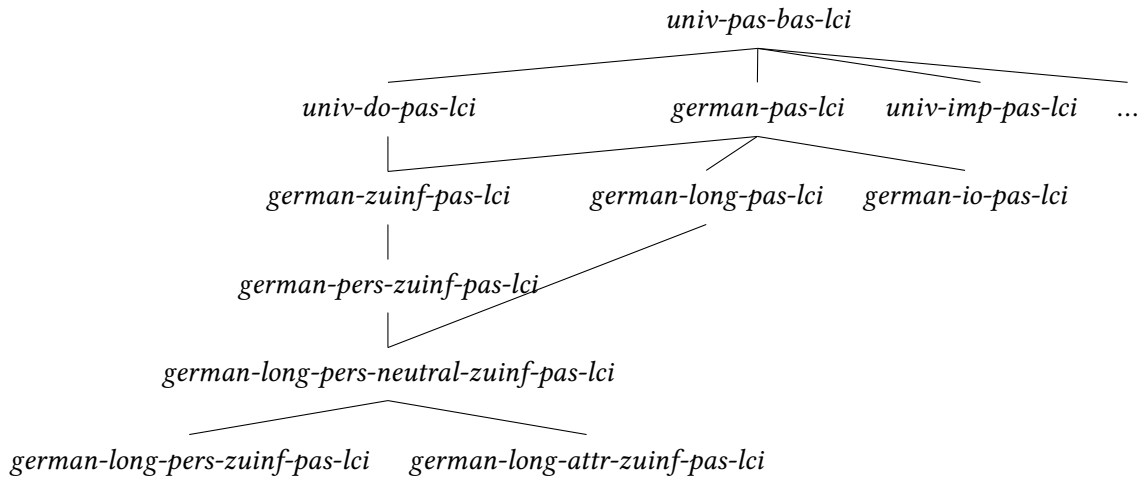 univ-pas-bas-lci
univ-do-pas-lci german-pas-lci univ-imp-pas-lci ...
german-zuinf-pas-lci german-long-pas-lci german-io-pas-lci
german-pers-zuinf-pas-lci
german-long-pers-neutral-zuinf-pas-lci
german-long-pers-zuinf-pas-lci german-long-attr-zuinf-pas-lci